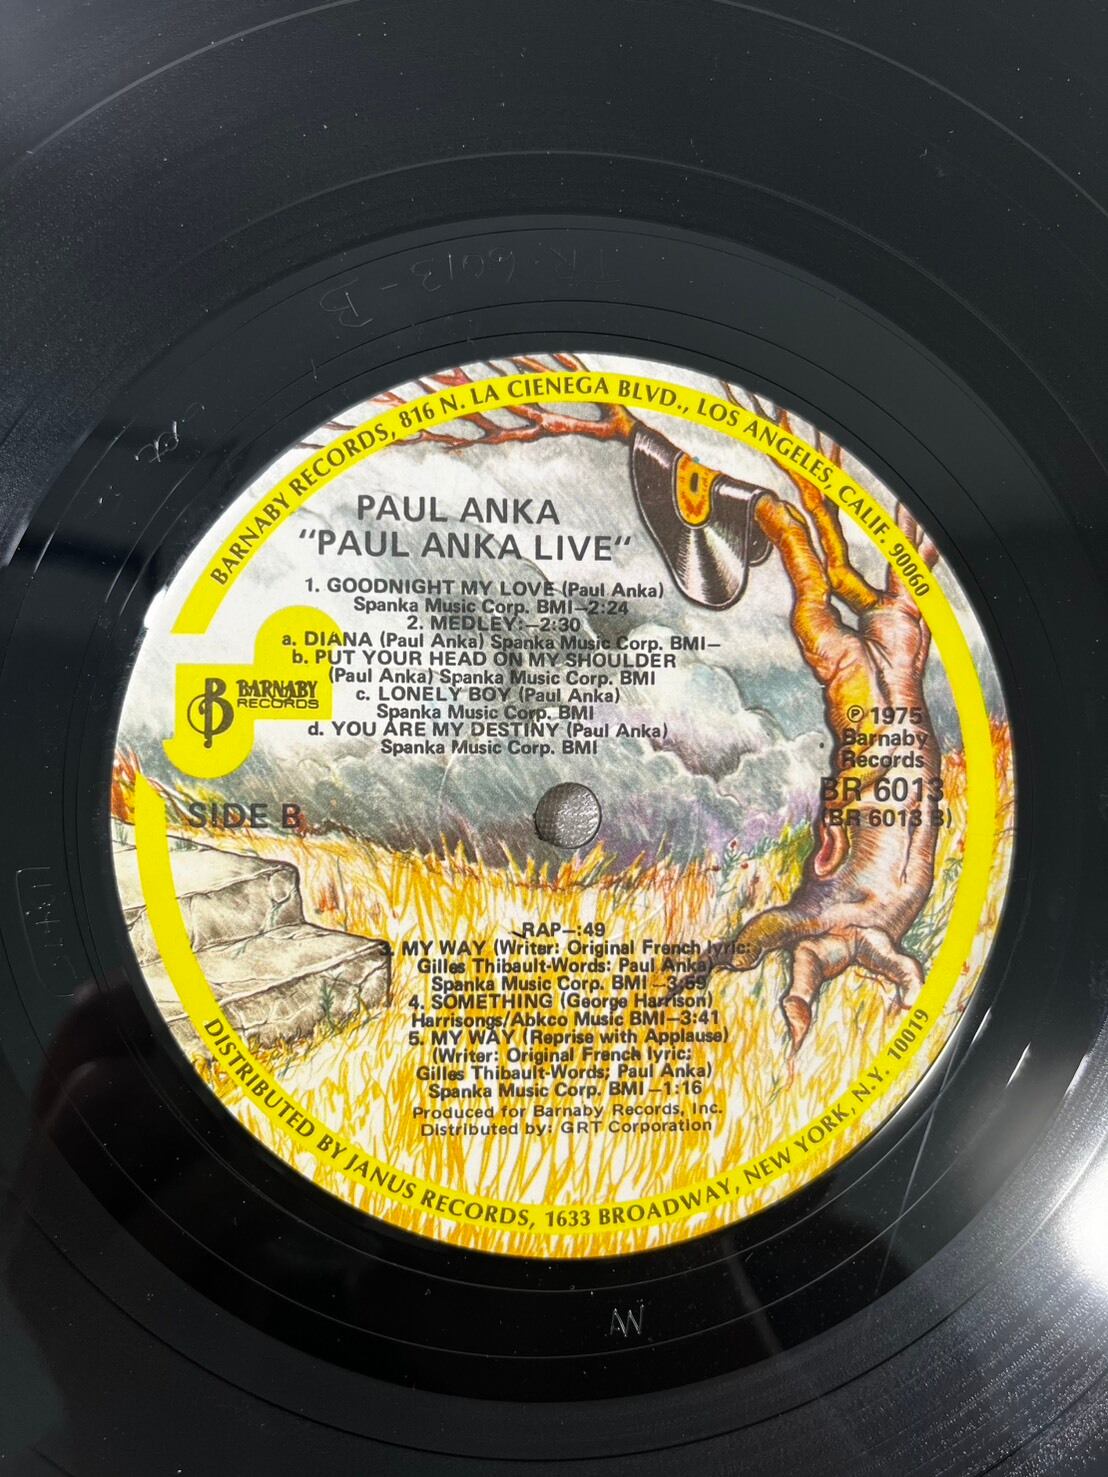 BR-6013-B
BARNABY RECORDS, 816 N. LA CIENEGA BLVD., LOS ANGELES, CALIF. 90060
PAUL ANKA
"PAUL ANKA LIVE"
1. GOODNIGHT MY LOVE (Paul Anka)
Spanka Music Corp. BMI—2:24
2. MEDLEY:—2:30
a. DIANA (Paul Anka) Spanka Music Corp. BMI—
b. PUT YOUR HEAD ON MY SHOULDER
(Paul Anka) Spanka Music Corp. BMI
c. LONELY BOY (Paul Anka)
Spanka Music Corp. BMI
d. YOU ARE MY DESTINY (Paul Anka)
Spanka Music Corp. BMI
B BARNABY
RECORDS
℗ 1975
Barnaby
Records
BR 6013
(BR 6013 B)
SIDE B
RAP—:49
3. MY WAY (Writer: Original French lyric:
Gilles Thibault-Words: Paul Anka)
Spanka Music Corp. BMI—3:59
4. SOMETHING (George Harrison)
Harrisongs/Abkco Music BMI—3:41
5. MY WAY (Reprise with Applause)
(Writer: Original French lyric;
Gilles Thibault-Words; Paul Anka)
Spanka Music Corp. BMI—1:16
Produced for Barnaby Records, Inc.
Distributed by: GRT Corporation
DISTRIBUTED BY JANUS RECORDS, 1633 BROADWAY, NEW YORK, N.Y. 10019